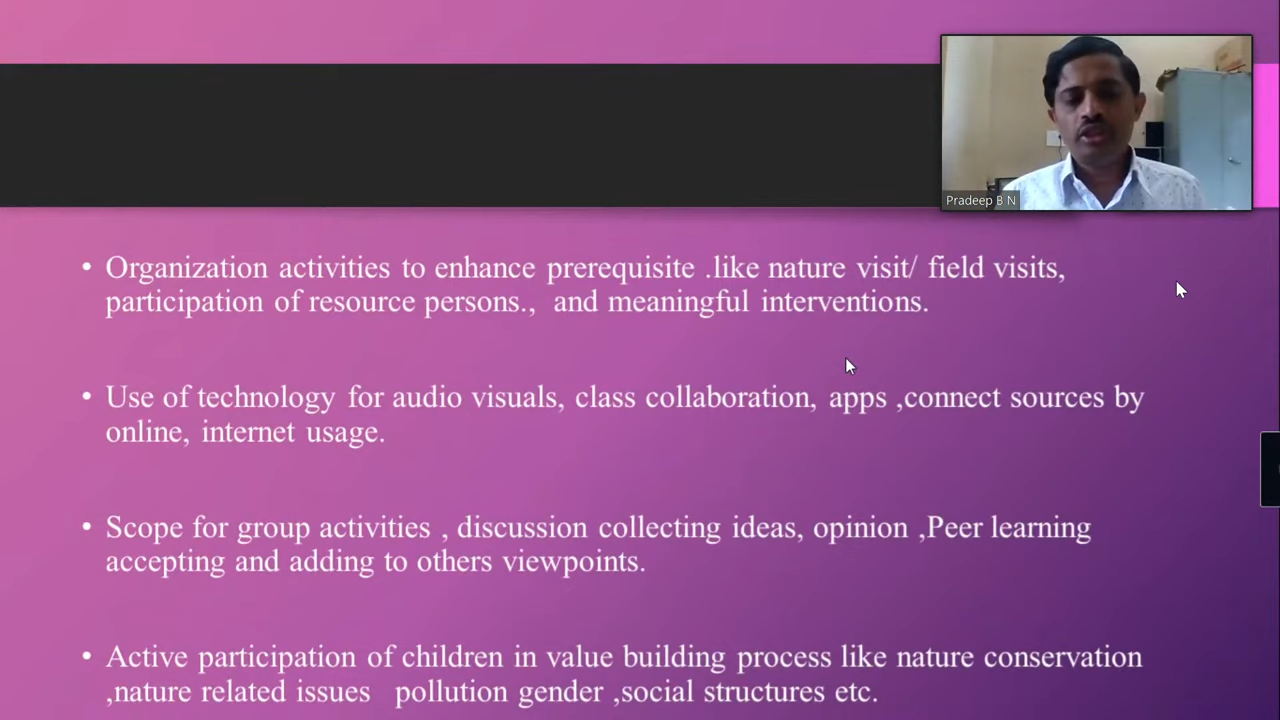 Pradeep B N
• Organization activities to enhance prerequisite .like nature visit/ field visits,
participation of resource persons., and meaningful interventions.
• Use of technology for audio visuals, class collaboration, apps ,connect sources by
online, internet usage.
• Scope for group activities , discussion collecting ideas, opinion ,Peer learning
accepting and adding to others viewpoints.
• Active participation of children in value building process like nature conservation
,nature related issues pollution gender ,social structures etc.